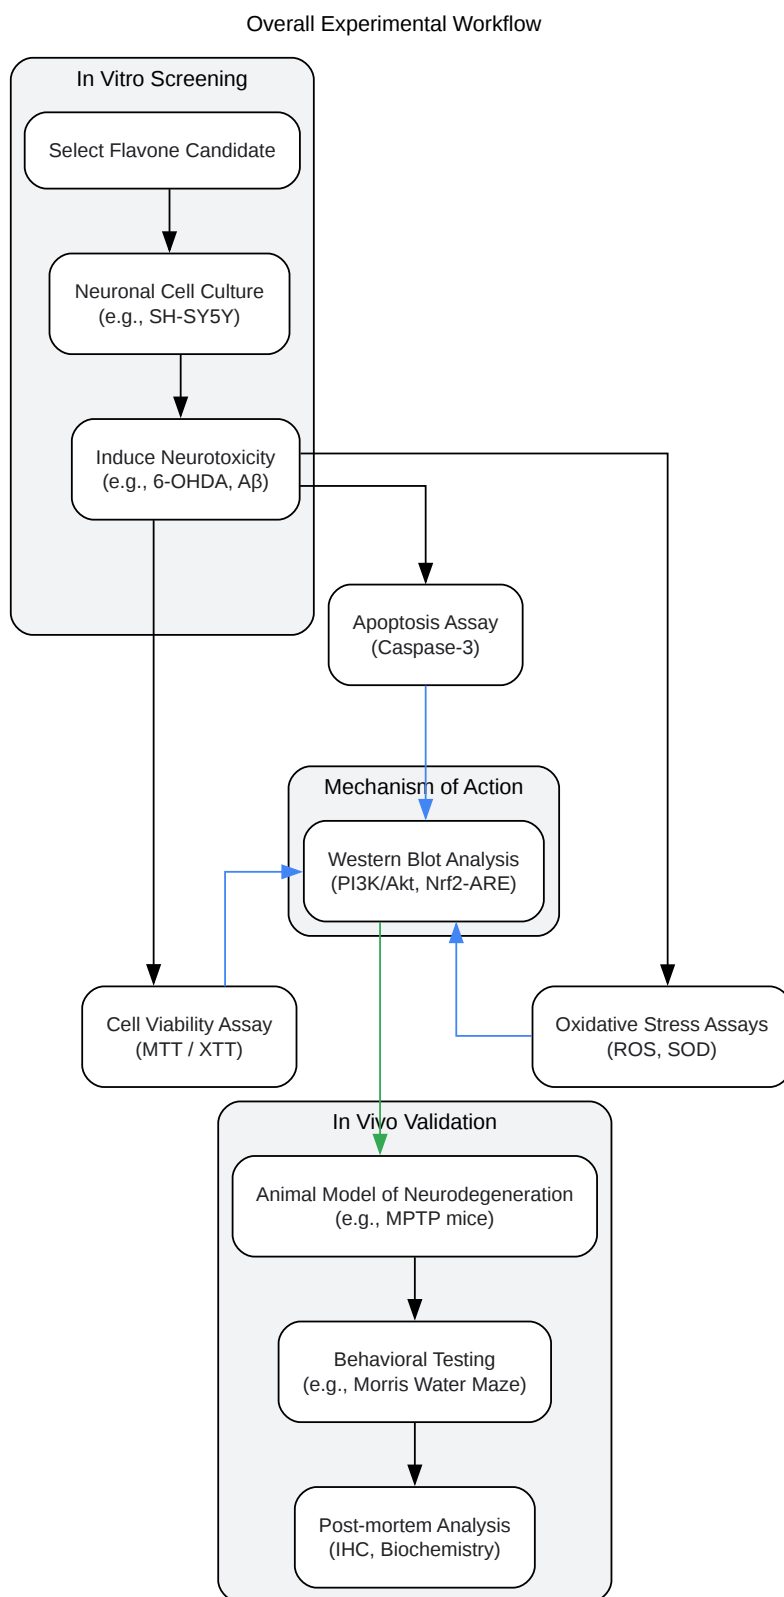 Overall Experimental Workflow
In Vitro Screening
Select Flavone Candidate
Neuronal Cell Culture
(e.g., SH-SY5Y)
Induce Neurotoxicity
(e.g., 6-OHDA, Aβ)
Apoptosis Assay
(Caspase-3)
Mechanism of Action
Western Blot Analysis
(PI3K/Akt, Nrf2-ARE)
Cell Viability Assay
(MTT / XTT)
Oxidative Stress Assays
(ROS, SOD)
In Vivo Validation
Animal Model of Neurodegeneration
(e.g., MPTP mice)
Behavioral Testing
(e.g., Morris Water Maze)
Post-mortem Analysis
(IHC, Biochemistry)